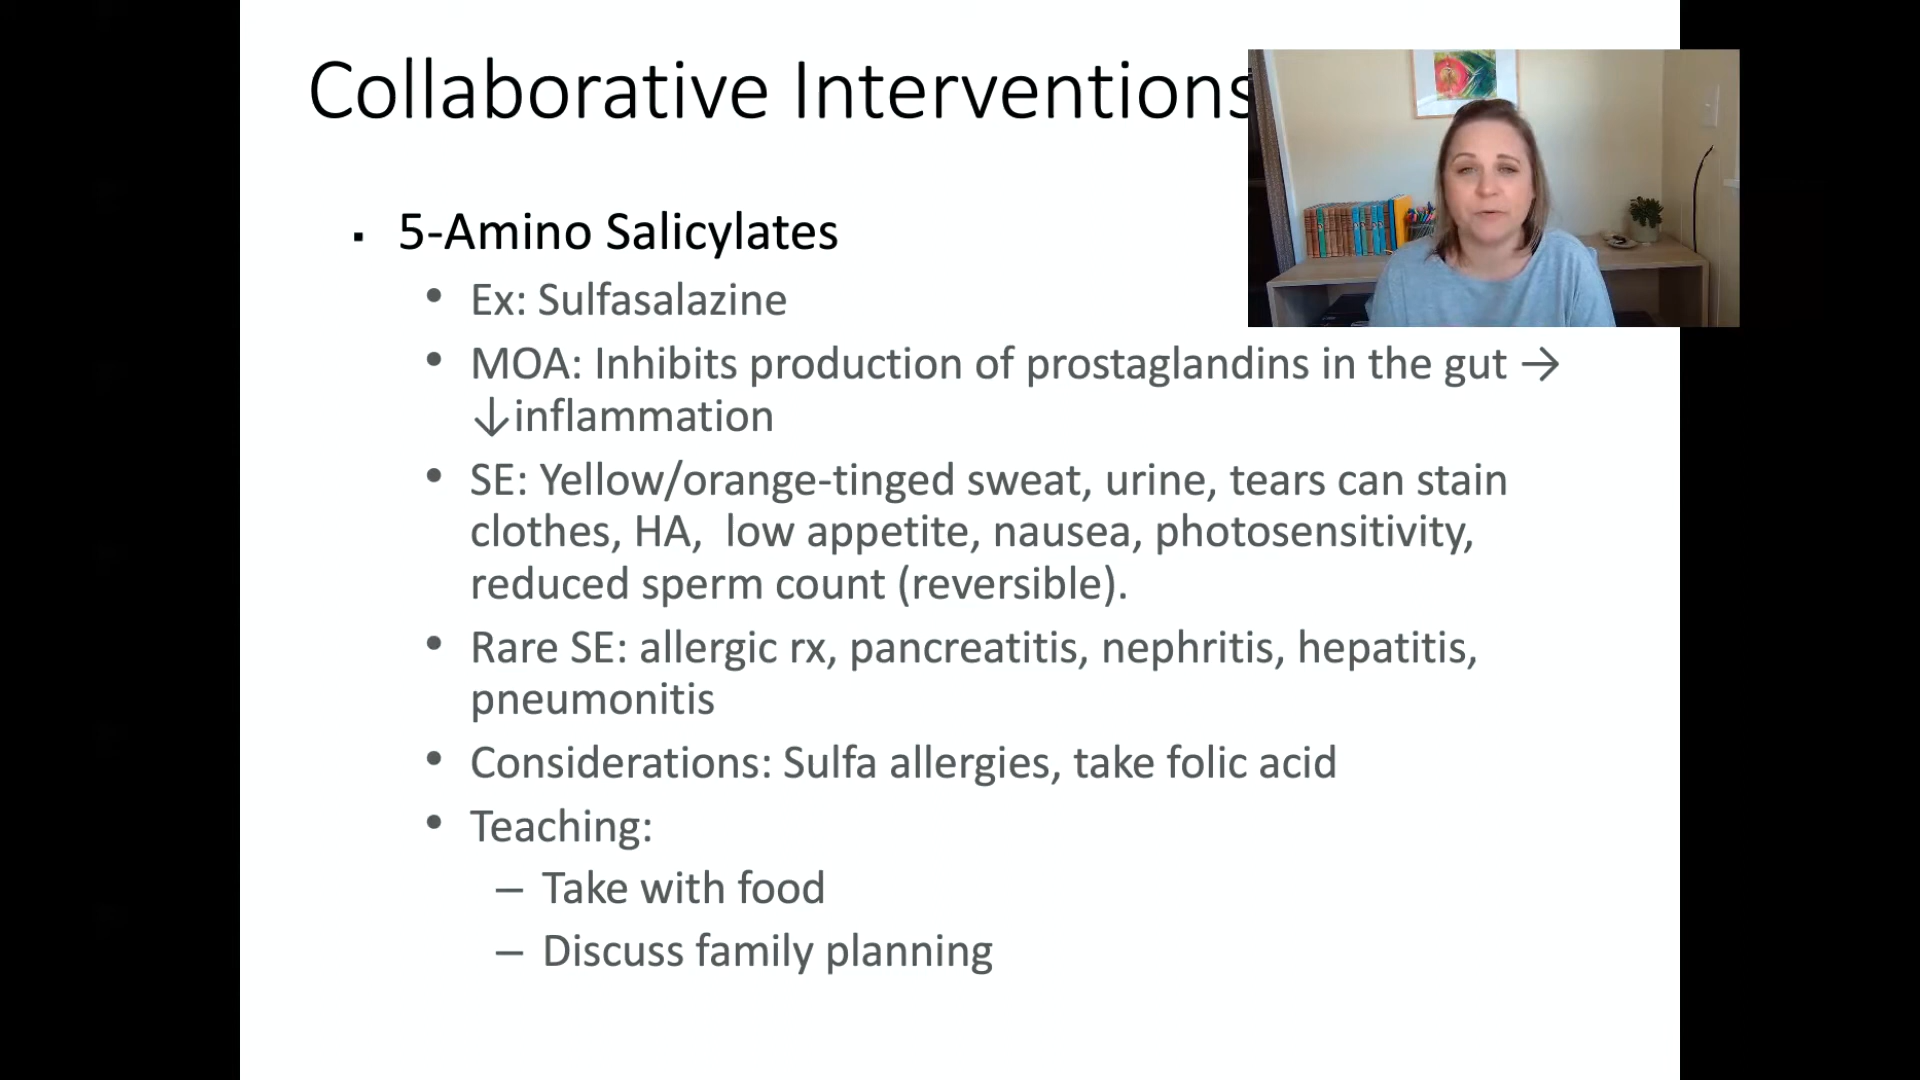 Collaborative Interventions
▪ 5-Amino Salicylates
• Ex: Sulfasalazine
• MOA: Inhibits production of prostaglandins in the gut →
↓inflammation
• SE: Yellow/orange-tinged sweat, urine, tears can stain
clothes, HA,  low appetite, nausea, photosensitivity,
reduced sperm count (reversible).
• Rare SE: allergic rx, pancreatitis, nephritis, hepatitis,
pneumonitis
• Considerations: Sulfa allergies, take folic acid
• Teaching:
– Take with food
– Discuss family planning